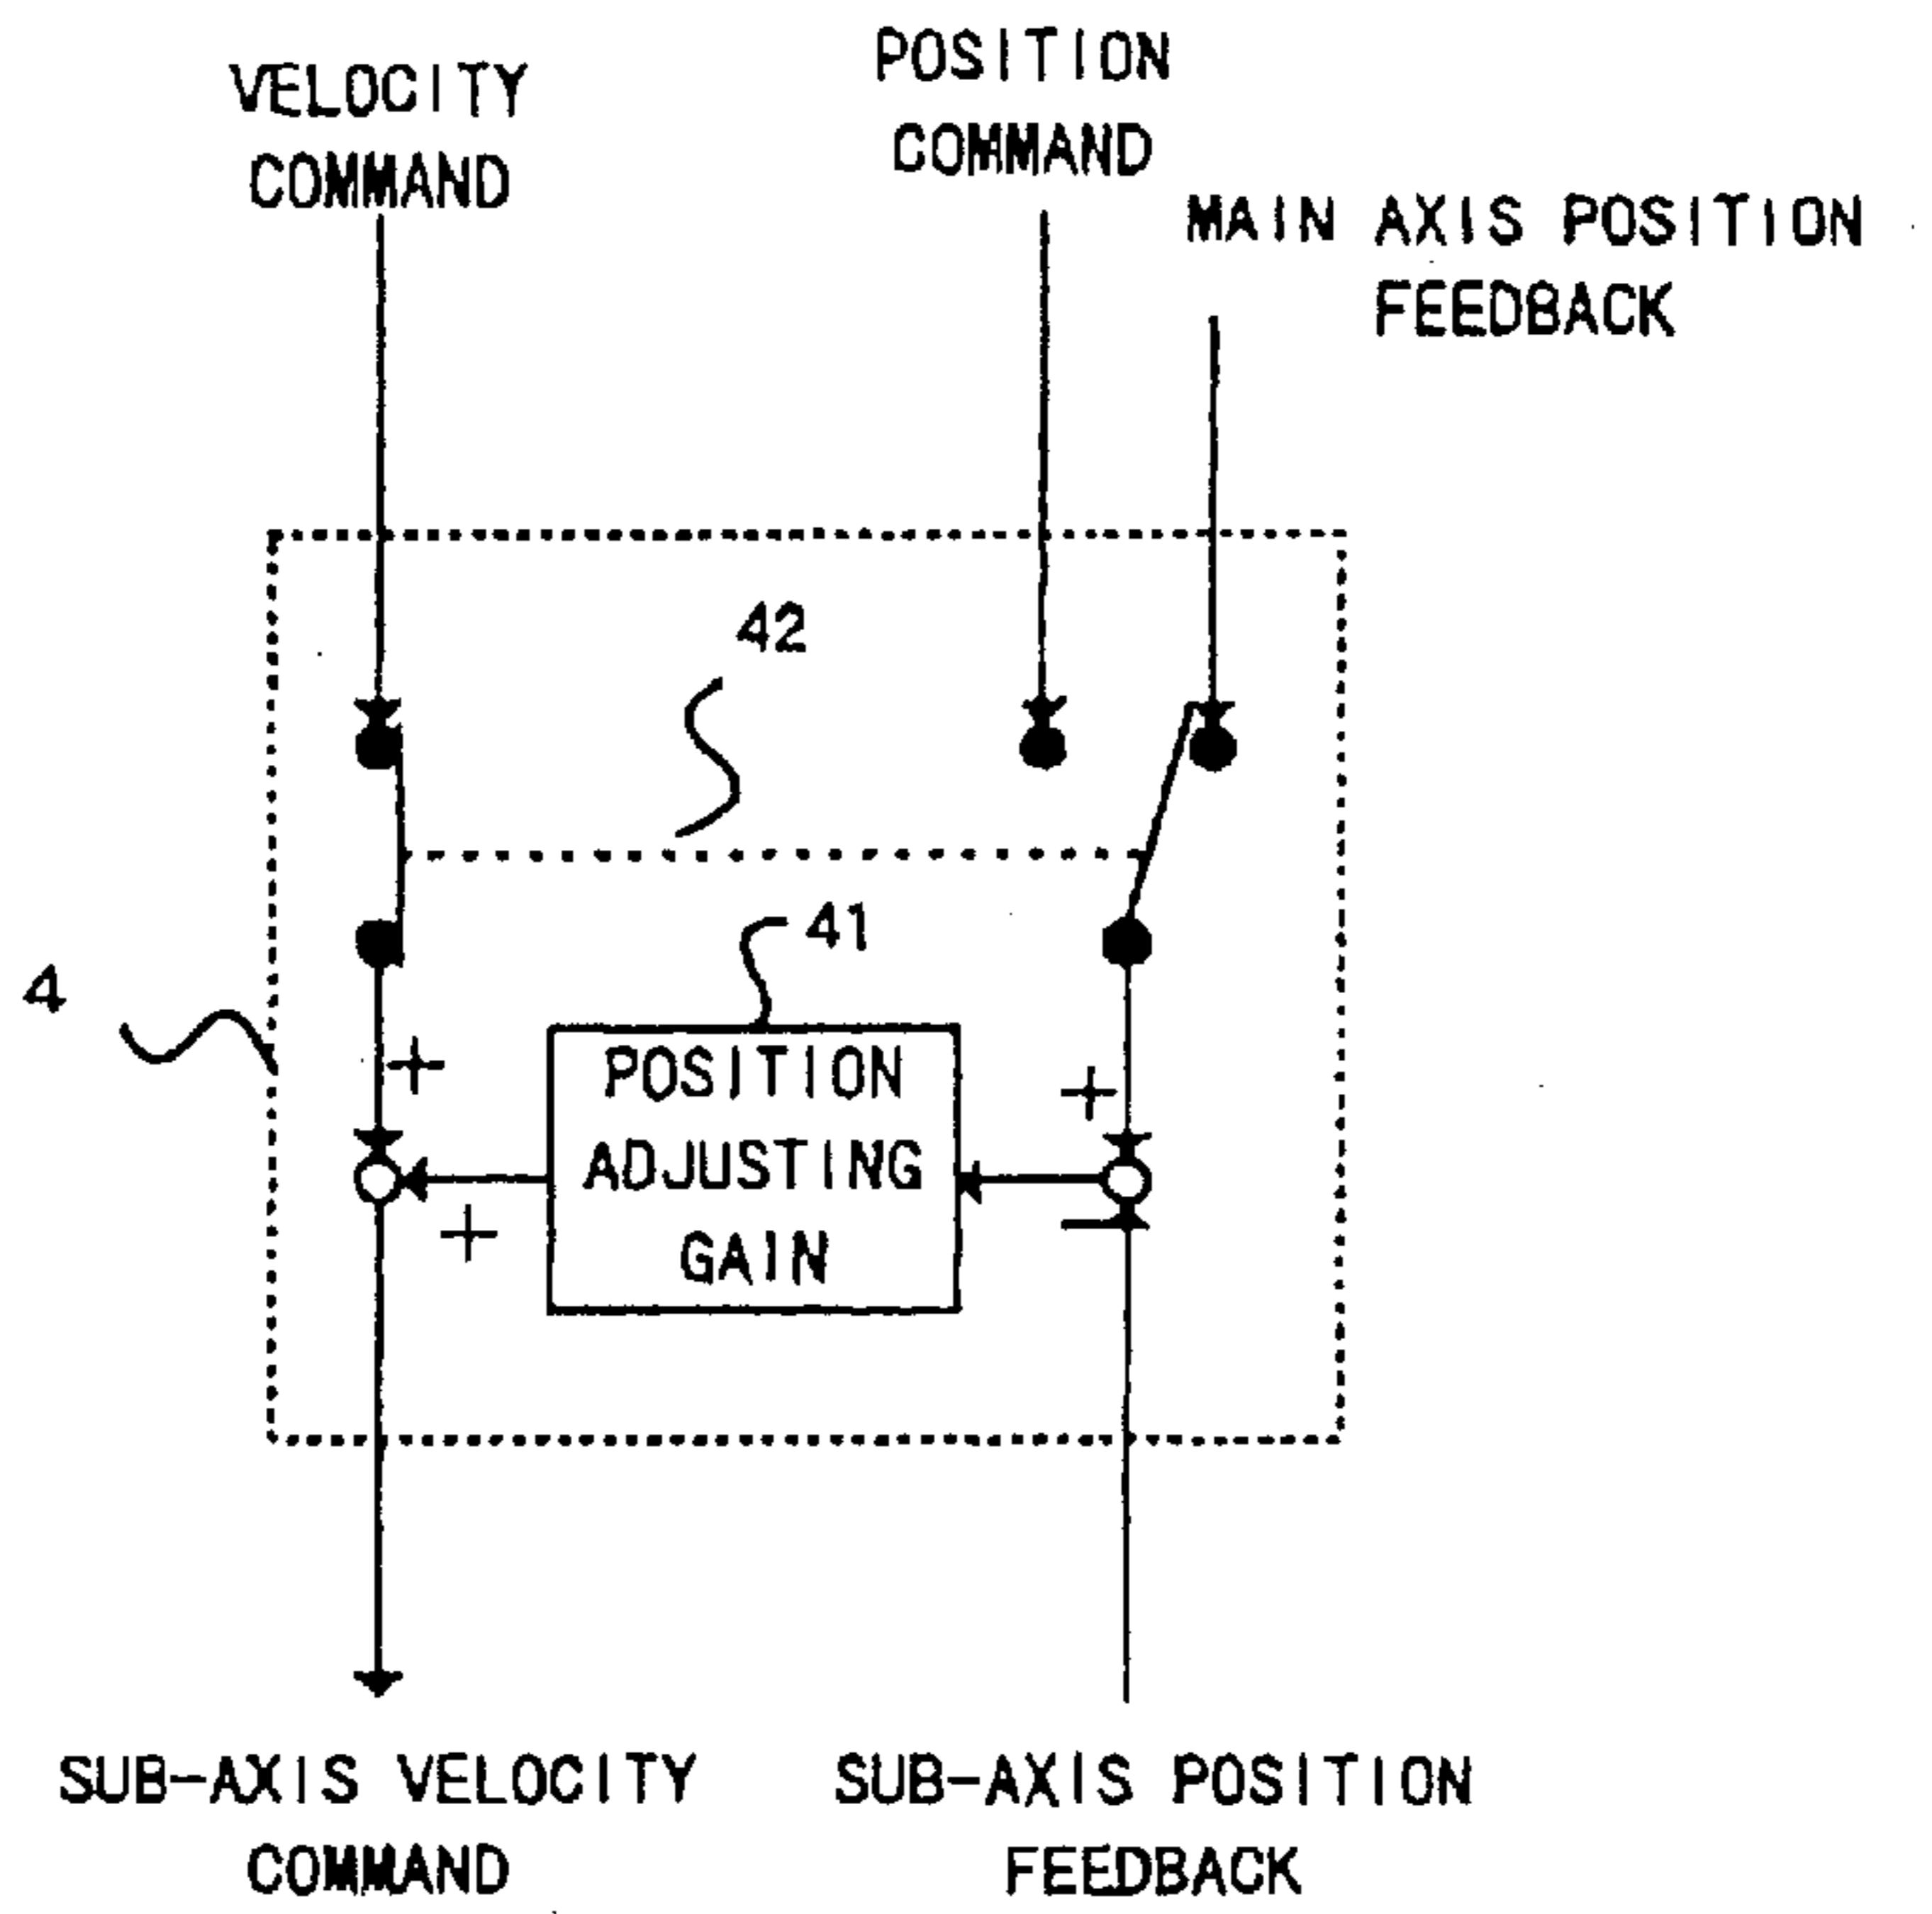 VELOCITY
COMMAND
POSITION
COMMAND
MAIN AXIS POSITION
FEEDBACK
42
41
4
+
+
POSITION
ADJUSTING
GAIN
+
SUB-AXIS VELOCITY
COMMAND
SUB-AXIS POSITION
FEEDBACK